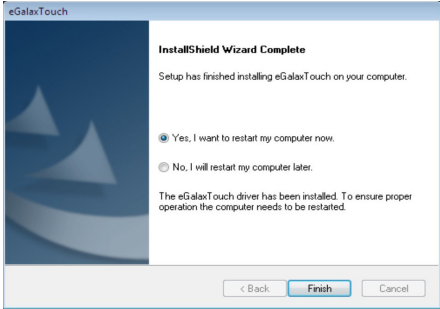 eGalaxTouch
InstallShield Wizard Complete
Setup has finished installing eGalaxTouch on your computer.
Yes, I want to restart my computer now.
No, I will restart my computer later.
The eGalaxTouch driver has been installed. To ensure proper
operation the computer needs to be restarted.
< Back
Finish
Cancel